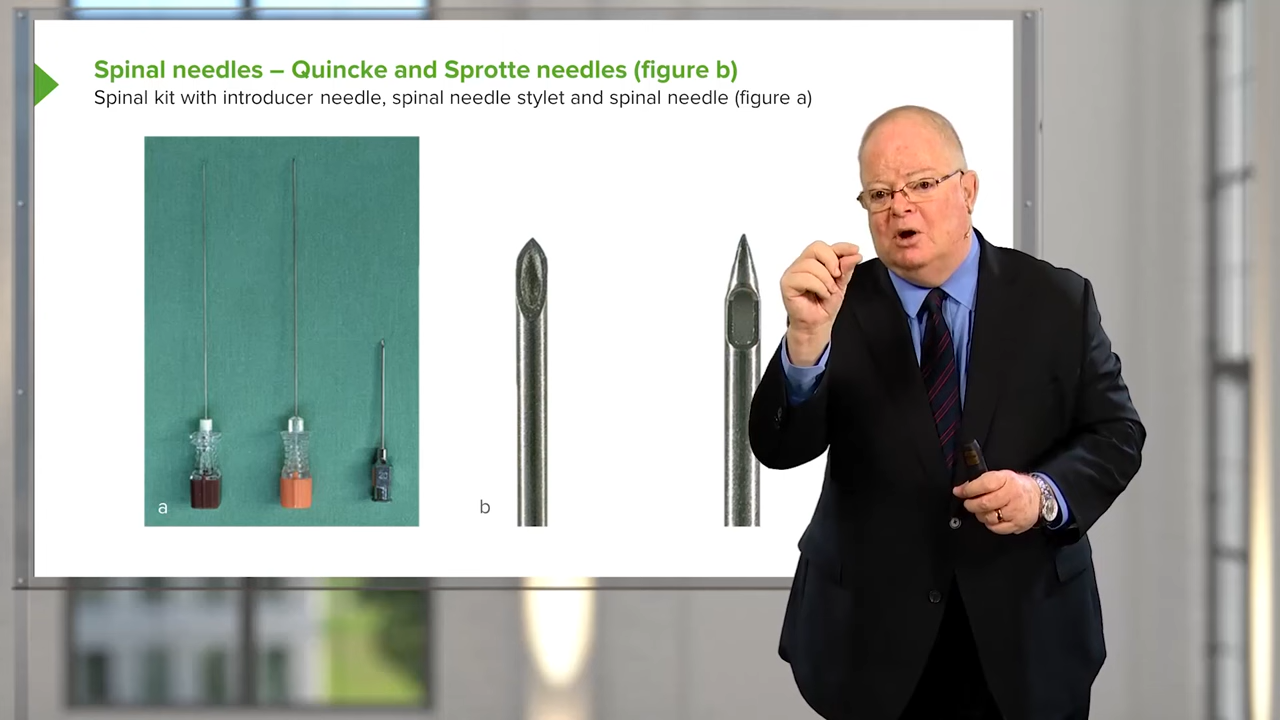 Spinal needles – Quincke and Sprotte needles (figure b)
Spinal kit with introducer needle, spinal needle stylet and spinal needle (figure a)
a
b